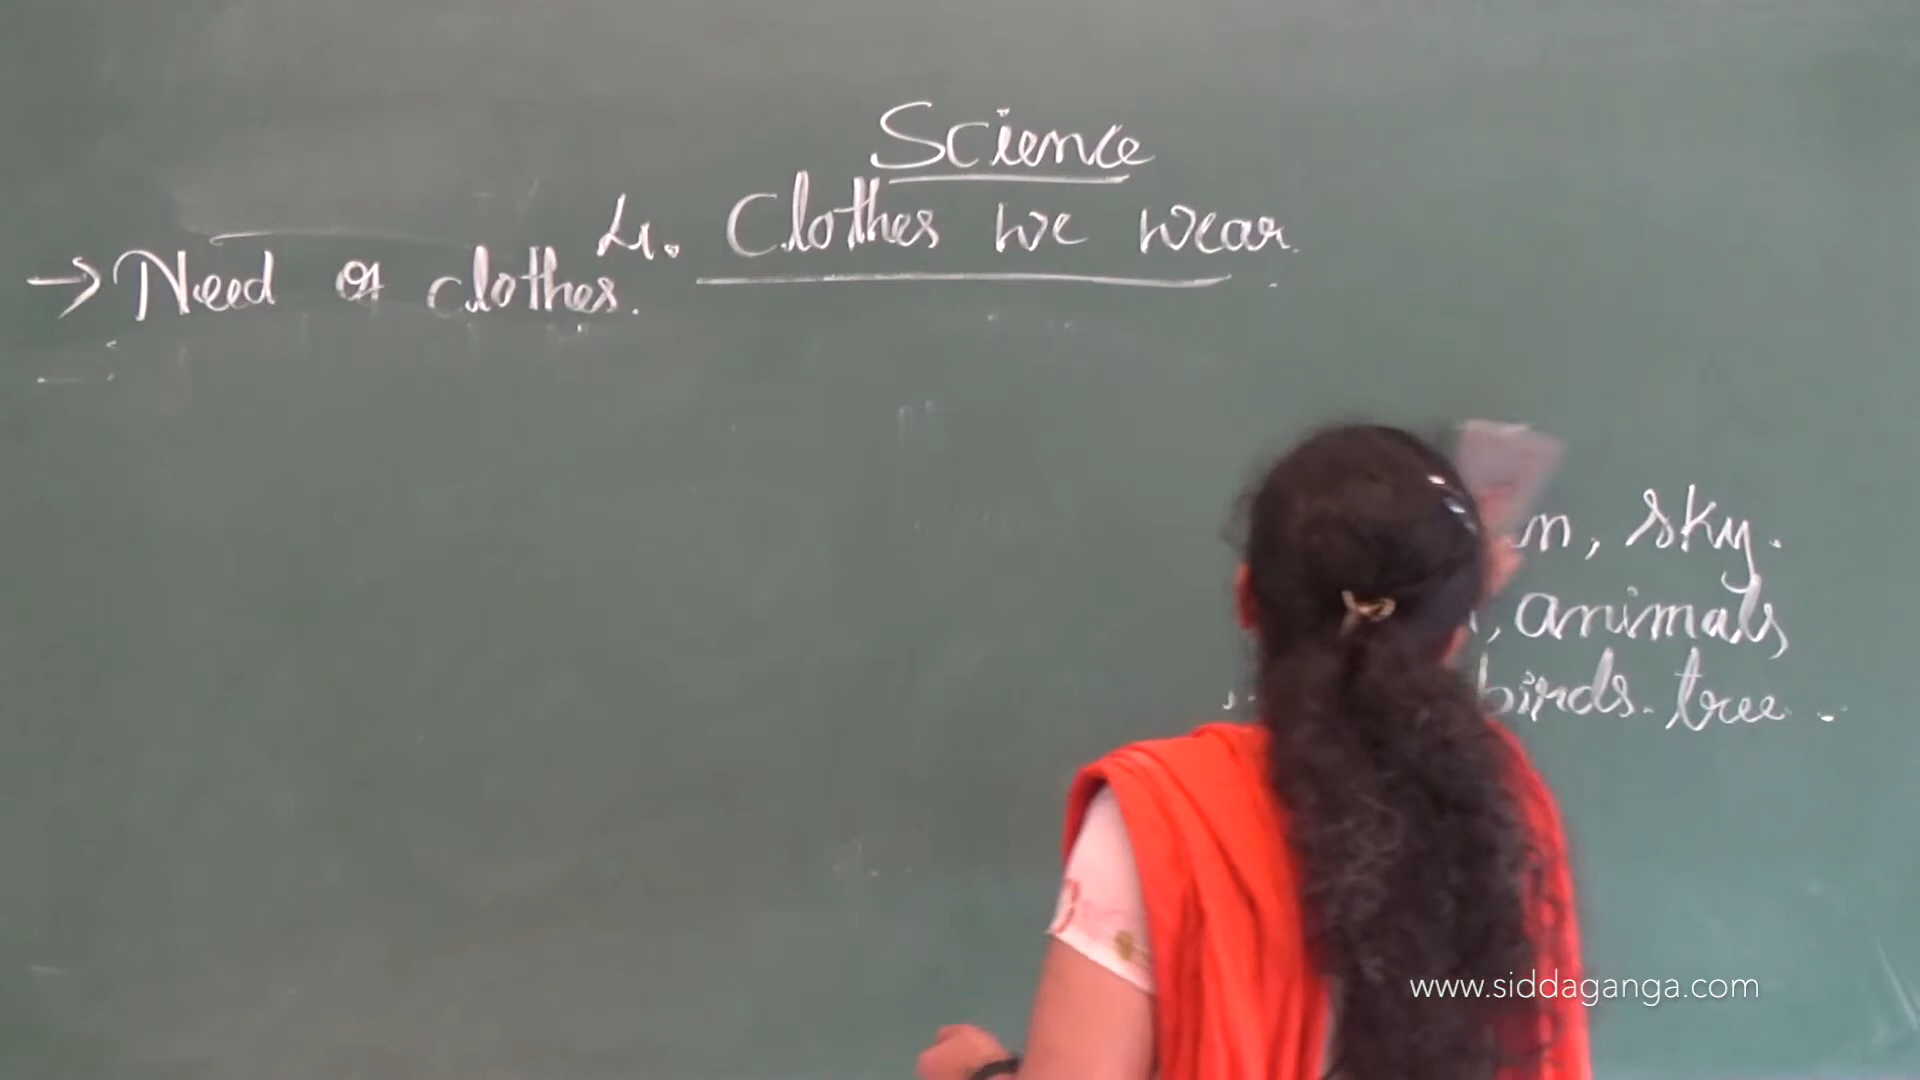 Science
4. Clothes we wear.
→ Need of clothes.
, sky.
, animals
birds. tree.
www.siddaganga.com